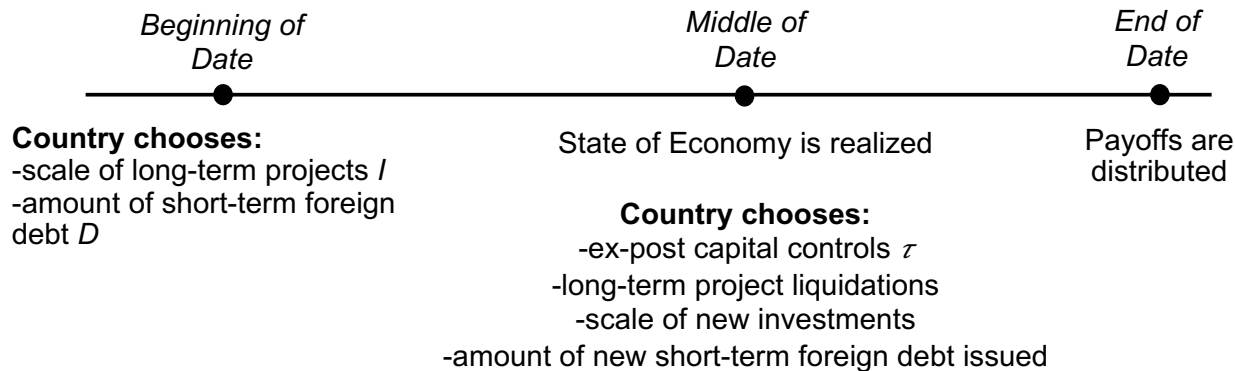 Beginning of
Date
Middle of
Date
End of
Date
Country chooses:
-scale of long-term projects I
-amount of short-term foreign
debt D
State of Economy is realized
Country chooses:
-ex-post capital controls τ
-long-term project liquidations
-scale of new investments
-amount of new short-term foreign debt issued
Payoffs are
distributed